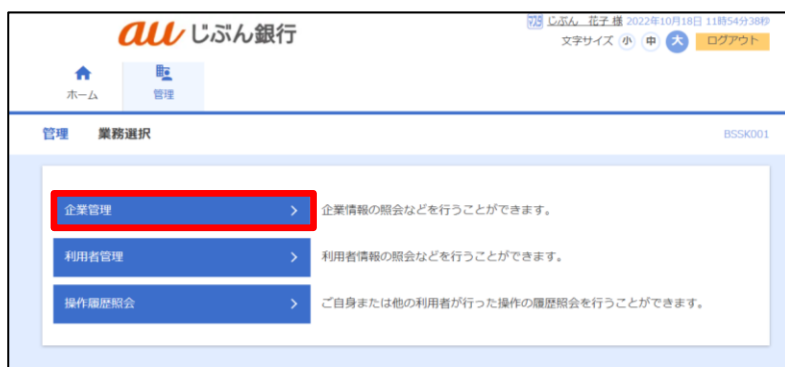 au じぶん銀行
じぶん 花子 様 2022年10月18日 11時54分38秒
文字サイズ 小 中 大 ログアウト
ホーム 管理
管理 業務選択 BSSK001
企業管理 企業情報の照会などを行うことができます。
利用者管理 利用者情報の照会などを行うことができます。
操作履歴照会 ご自身または他の利用者が行った操作の履歴照会を行うことができます。